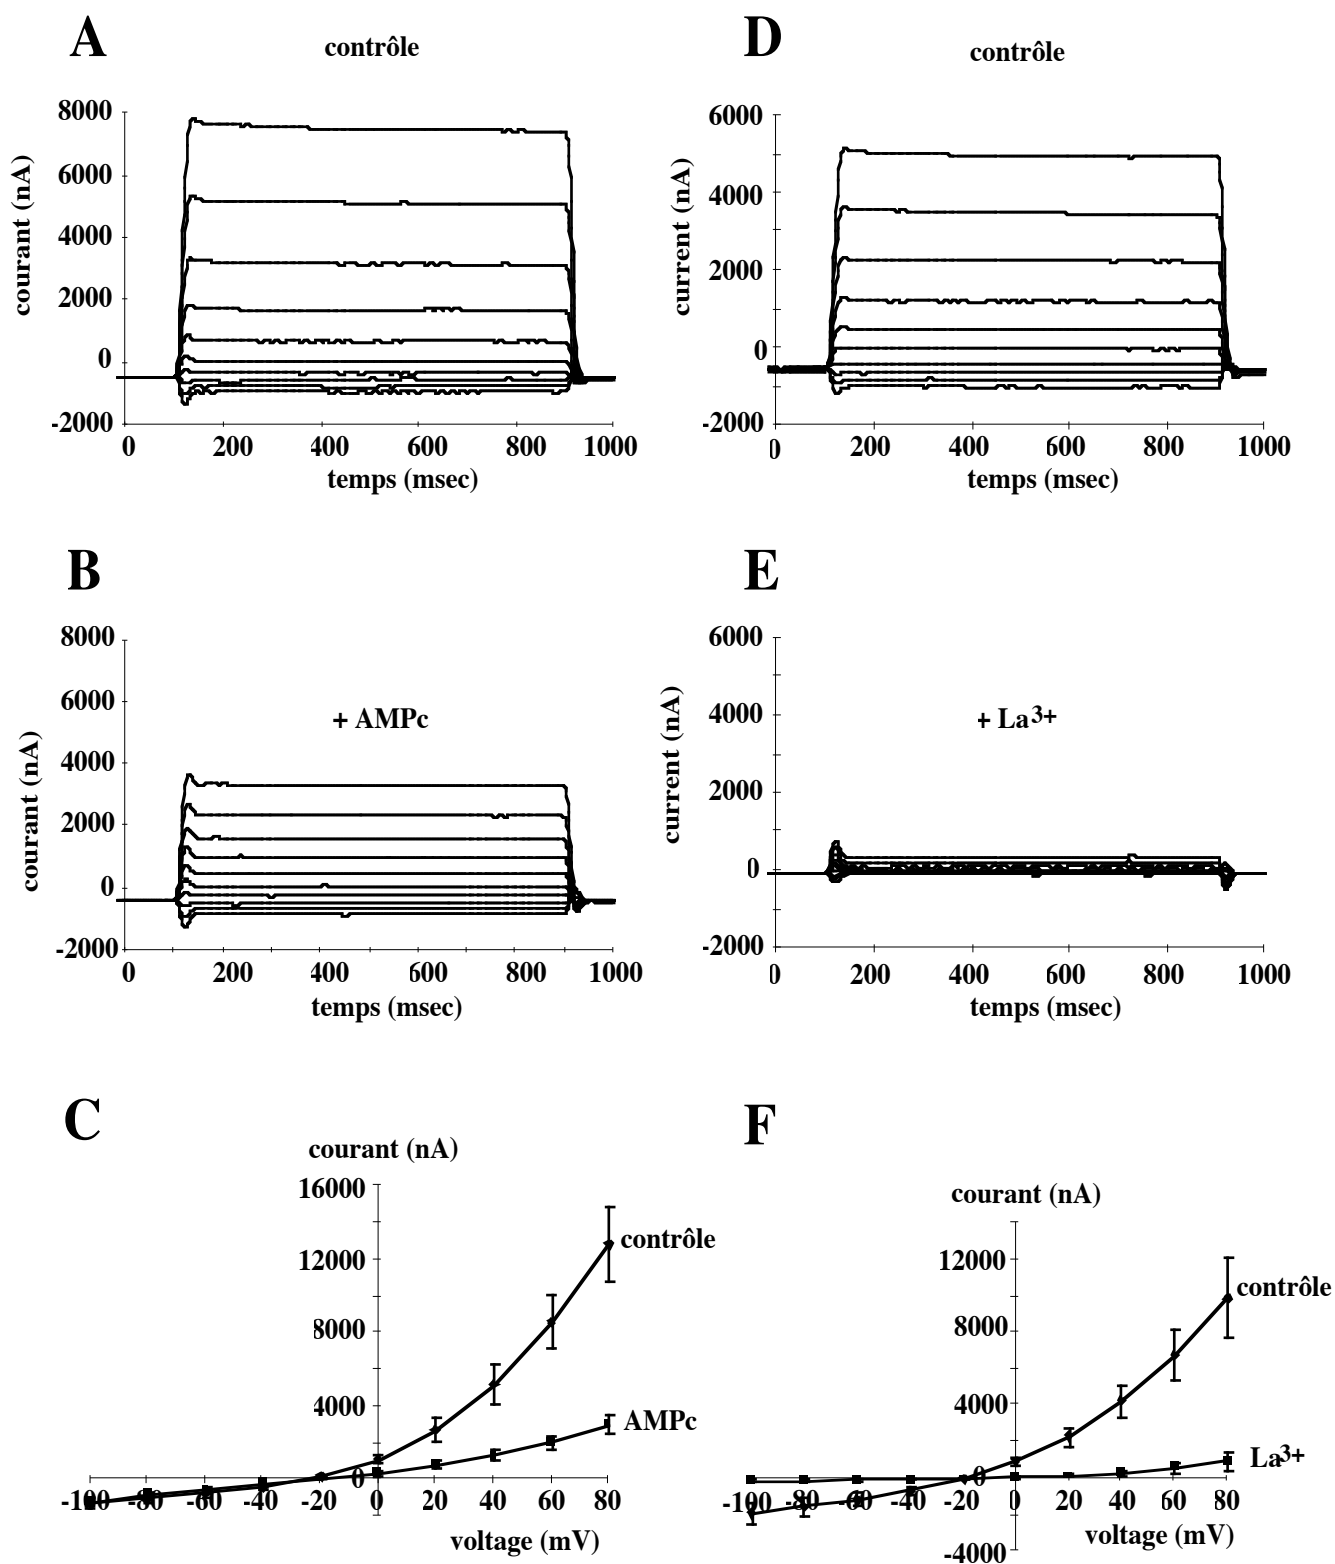 A
contrôle
courant (nA)
8000
6000
4000
2000
0
-2000
0 200 400 600 800 1000
temps (msec)
D
contrôle
current (nA)
6000
4000
2000
0
-2000
0 200 400 600 800 1000
temps (msec)
B
+ AMPc
courant (nA)
8000
6000
4000
2000
0
-2000
0 200 400 600 800 1000
temps (msec)
E
+ La3+
current (nA)
6000
4000
2000
0
-2000
0 200 400 600 800 1000
temps (msec)
C
courant (nA)
16000
12000
8000
4000
0
contrôle
AMPc
-100 -80 -60 -40 -20 0 20 40 60 80
voltage (mV)
F
courant (nA)
12000
8000
4000
0
-4000
contrôle
La3+
-100 -80 -60 -40 -20 0 20 40 60 80
voltage (mV)